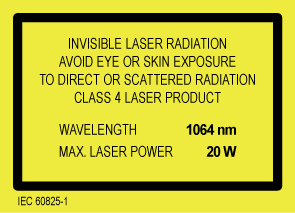 INVISIBLE LASER RADIATION
AVOID EYE OR SKIN EXPOSURE
TO DIRECT OR SCATTERED RADIATION
CLASS 4 LASER PRODUCT
WAVELENGTH 1064 nm
MAX. LASER POWER 20 W
IEC 60825-1